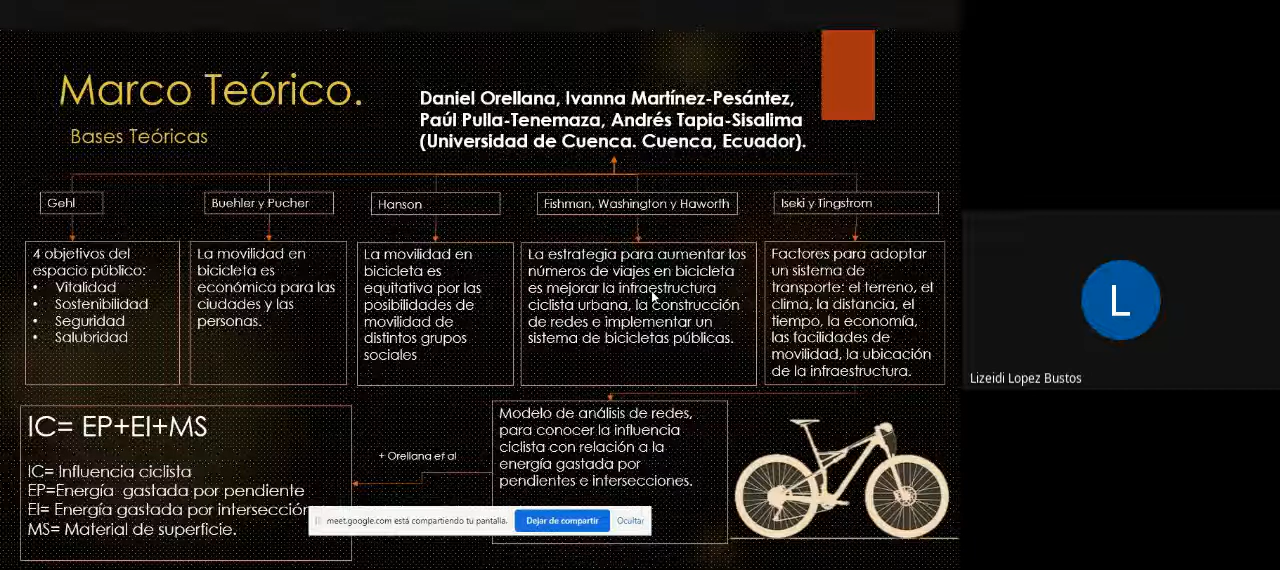 Marco Teórico.
Bases Teóricas
Daniel Orellana, Ivanna Martínez-Pesántez,
Paúl Pulla-Tenemaza, Andrés Tapia-Sisalima
(Universidad de Cuenca. Cuenca, Ecuador).
Gehl
4 objetivos del
espacio público:
• Vitalidad
• Sostenibilidad
• Seguridad
• Salubridad
Buehler y Pucher
La movilidad en
bicicleta es
económica para las
ciudades y las
personas.
Hanson
La movilidad en
bicicleta es
equitativa por las
posibilidades de
movilidad de
distintos grupos
sociales
Fishman, Washington y Haworth
La estrategia para aumentar los
números de viajes en bicicleta
es mejorar la infraestructura
ciclista urbana, la construcción
de redes e implementar un
sistema de bicicletas públicas.
Iseki y Tingstrom
Factores para adoptar
un sistema de
transporte: el terreno, el
clima, la distancia, el
tiempo, la economía,
las facilidades de
movilidad, la ubicación
de la infraestructura.
Modelo de análisis de redes,
para conocer la influencia
ciclista con relación a la
energía gastada por
pendientes e intersecciones.
+ Orellana et al
IC= EP+EI+MS
IC= Influencia ciclista
EP=Energía gastada por pendiente
EI= Energía gastada por intersección
MS= Material de superficie.
meet.google.com está compartiendo tu pantalla.
Dejar de compartir
Ocultar
L
Lizeidi Lopez Bustos